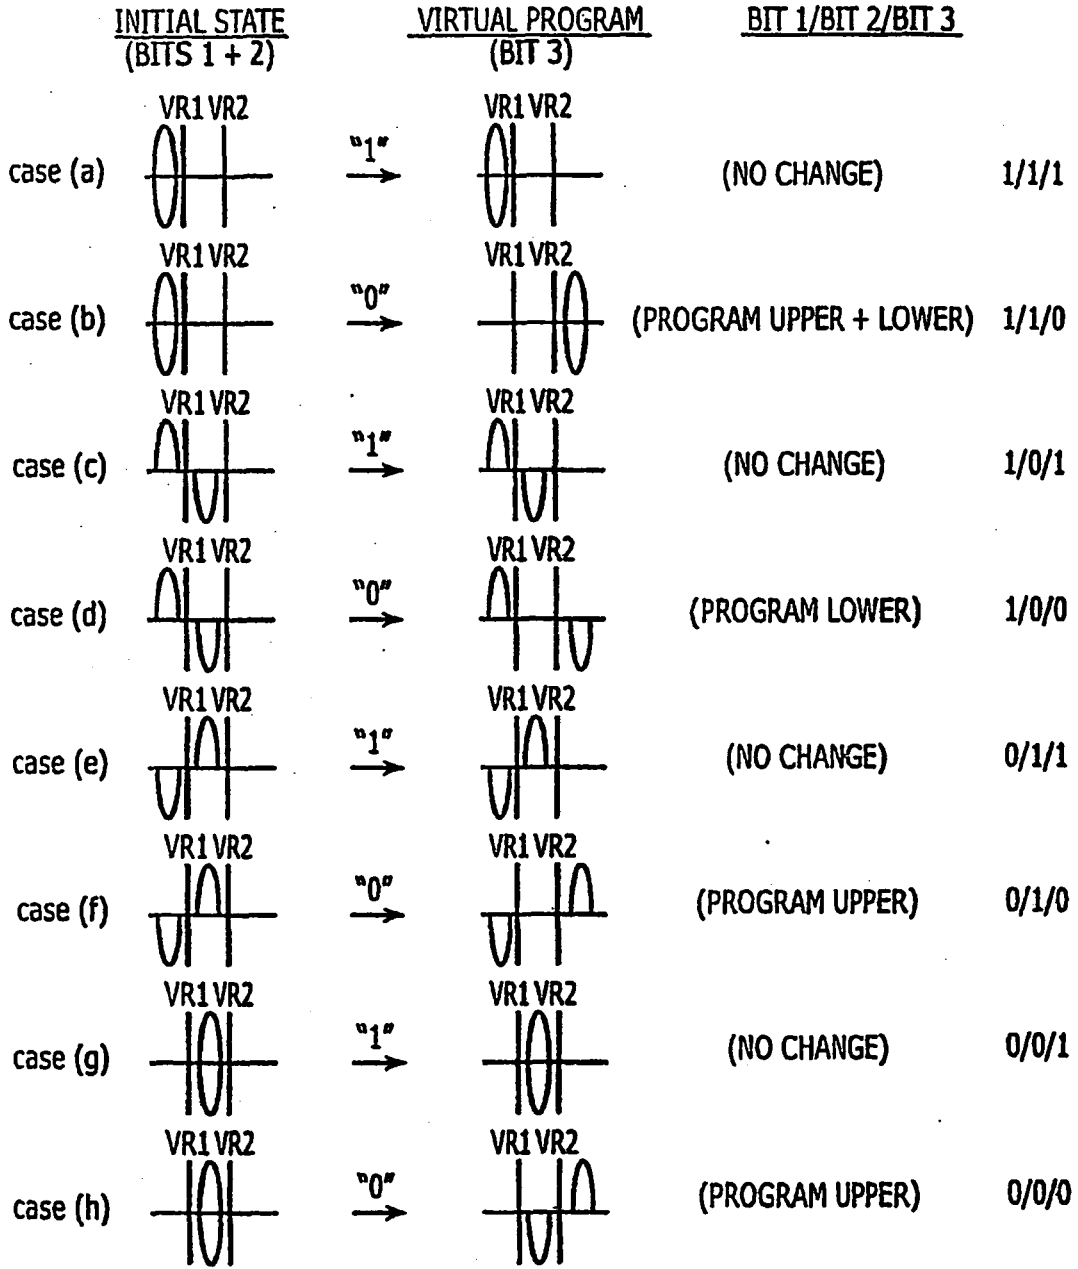 INITIAL STATE VIRTUAL PROGRAM BIT 1/BIT 2/BIT 3
(BITS 1 + 2) (BIT 3)
VR1 VR2 VR1 VR2
case (a) "1" (NO CHANGE) 1/1/1
VR1 VR2 VR1 VR2
case (b) "0" (PROGRAM UPPER + LOWER) 1/1/0
VR1 VR2 VR1 VR2
case (c) "1" (NO CHANGE) 1/0/1
VR1 VR2 VR1 VR2
case (d) "0" (PROGRAM LOWER) 1/0/0
VR1 VR2 VR1 VR2
case (e) "1" (NO CHANGE) 0/1/1
VR1 VR2 VR1 VR2
case (f) "0" (PROGRAM UPPER) 0/1/0
VR1 VR2 VR1 VR2
case (g) "1" (NO CHANGE) 0/0/1
VR1 VR2 VR1 VR2
case (h) "0" (PROGRAM UPPER) 0/0/0